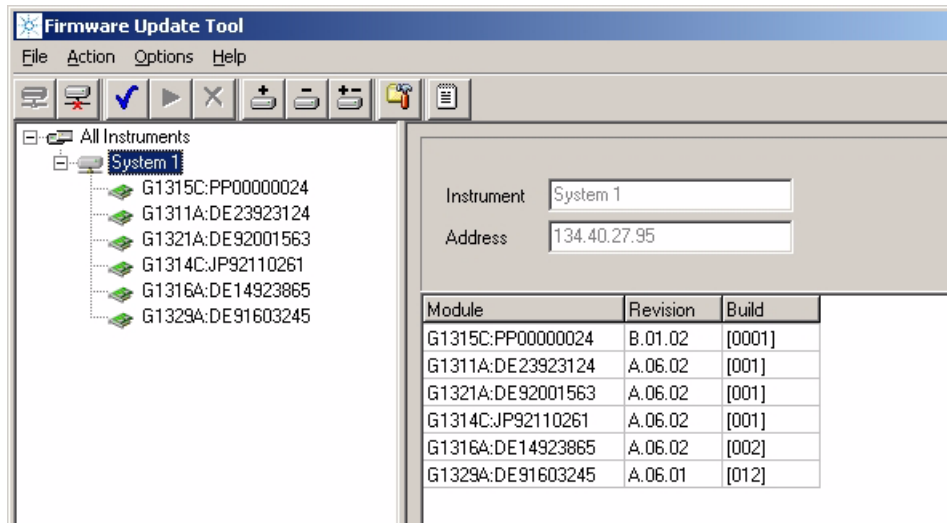 Firmware Update Tool
File Action Options Help
All Instruments
System 1
G1315C:PP00000024
G1311A:DE23923124
G1321A:DE92001563
G1314C:JP92110261
G1316A:DE14923865
G1329A:DE91603245
Instrument System 1
Address 134.40.27.95
Module Revision Build
G1315C:PP00000024 B.01.02 [0001]
G1311A:DE23923124 A.06.02 [001]
G1321A:DE92001563 A.06.02 [001]
G1314C:JP92110261 A.06.02 [001]
G1316A:DE14923865 A.06.02 [002]
G1329A:DE91603245 A.06.01 [012]